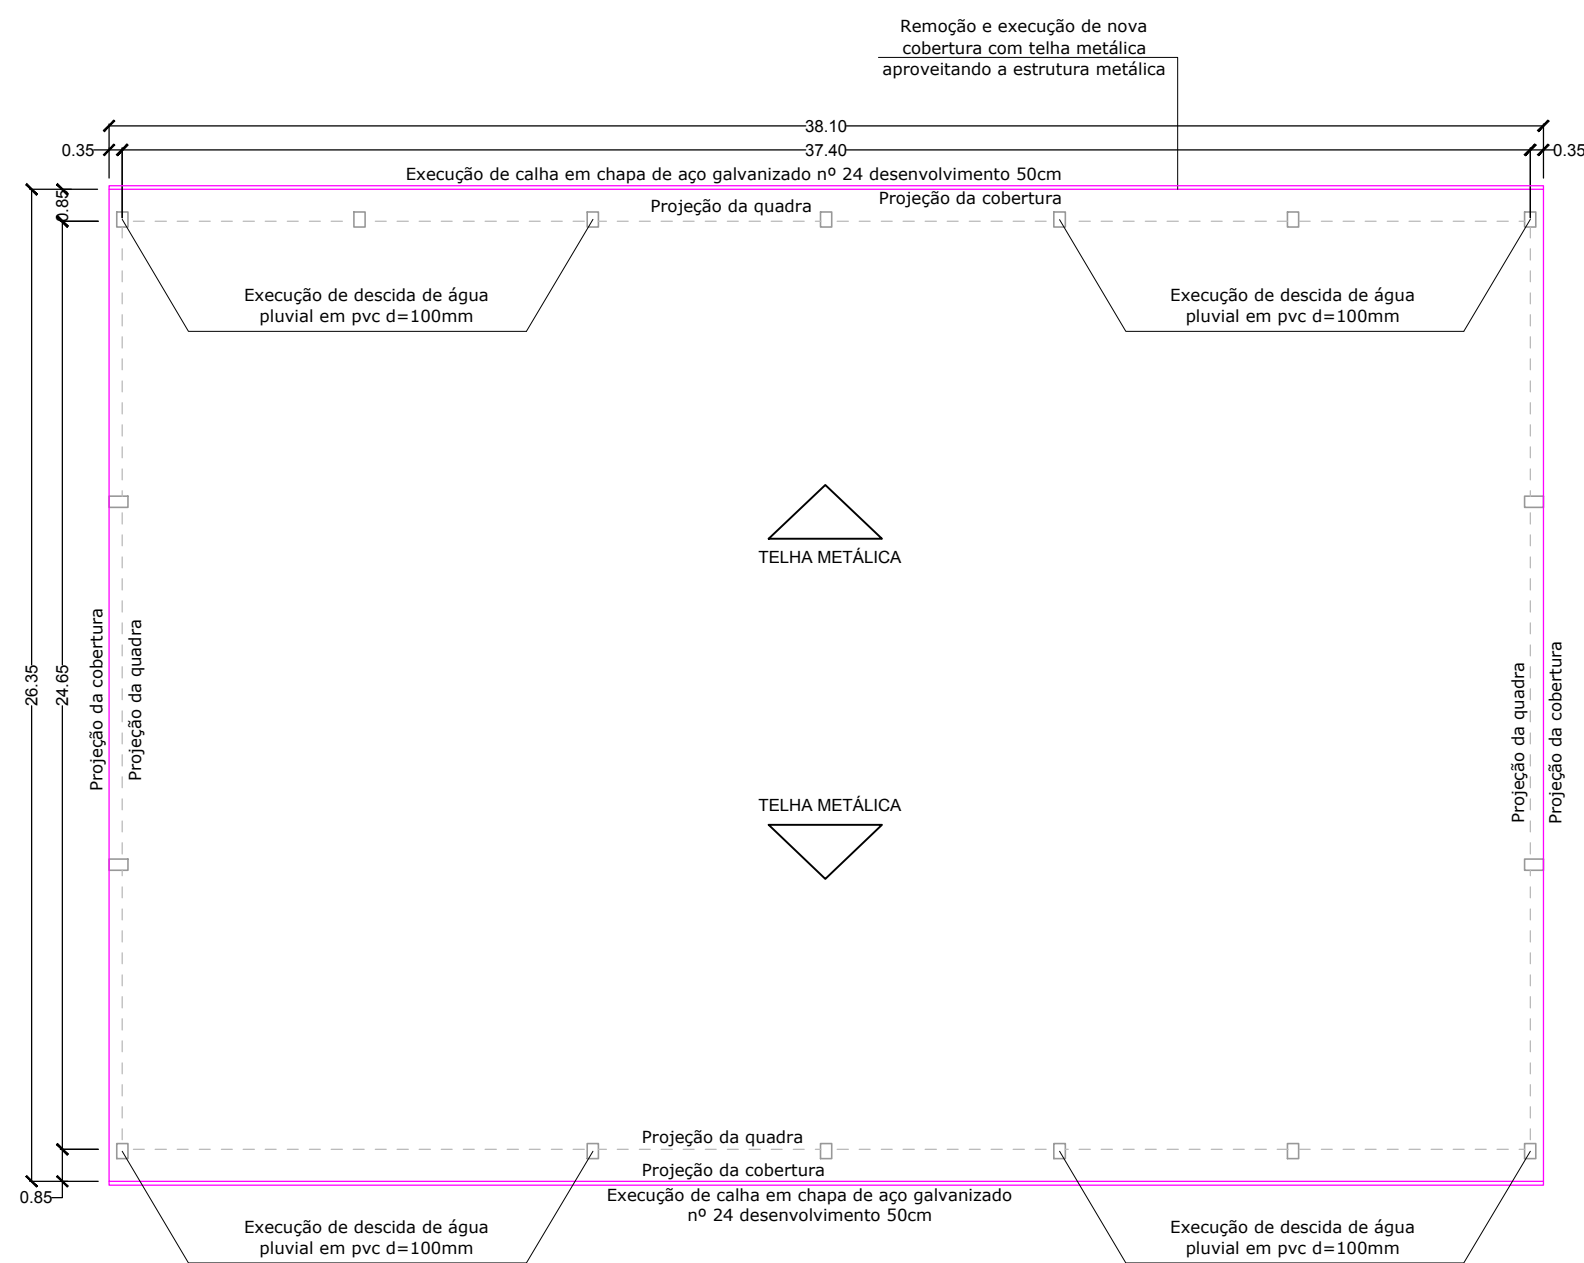 Remoção e execução de nova
cobertura com telha metálica
aproveitando a estrutura metálica
38.10
0.35
37.40
0.35
Execução de calha em chapa de aço galvanizado nº 24 desenvolvimento 50cm
0.85
Projeção da quadra
Projeção da cobertura
Execução de descida de água
pluvial em pvc d=100mm
Execução de descida de água
pluvial em pvc d=100mm
TELHA METÁLICA
26.35
24.65
Projeção da cobertura
Projeção da quadra
Projeção da quadra
Projeção da cobertura
TELHA METÁLICA
Projeção da quadra
Projeção da cobertura
0.85
Execução de calha em chapa de aço galvanizado
nº 24 desenvolvimento 50cm
Execução de descida de água
pluvial em pvc d=100mm
Execução de descida de água
pluvial em pvc d=100mm